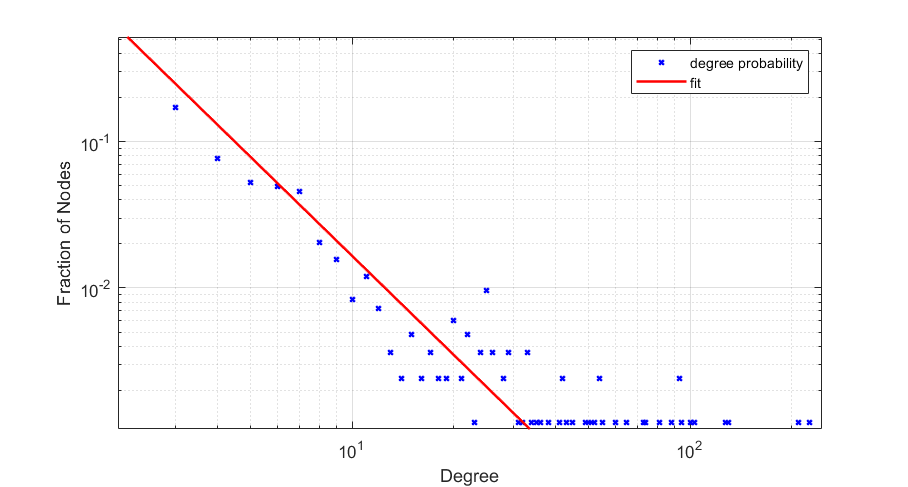 degree probability
fit
10^-1
10^-2
Fraction of Nodes
10^1
10^2
Degree